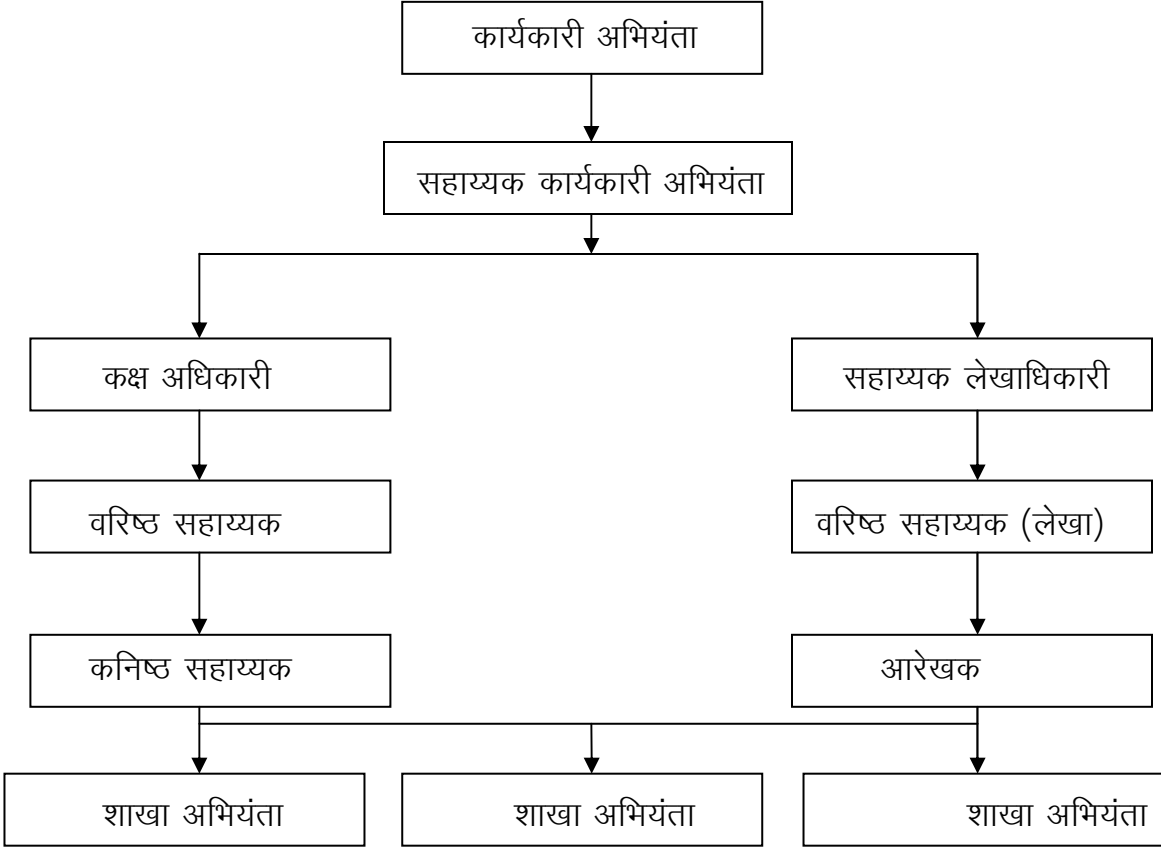 कार्यकारी अभियंता
सहाय्यक कार्यकारी अभियंता
कक्ष अधिकारी
सहाय्यक लेखाधिकारी
वरिष्ठ सहाय्यक
वरिष्ठ सहाय्यक (लेखा)
कनिष्ठ सहाय्यक
आरेखक
शाखा अभियंता
शाखा अभियंता
शाखा अभियंता